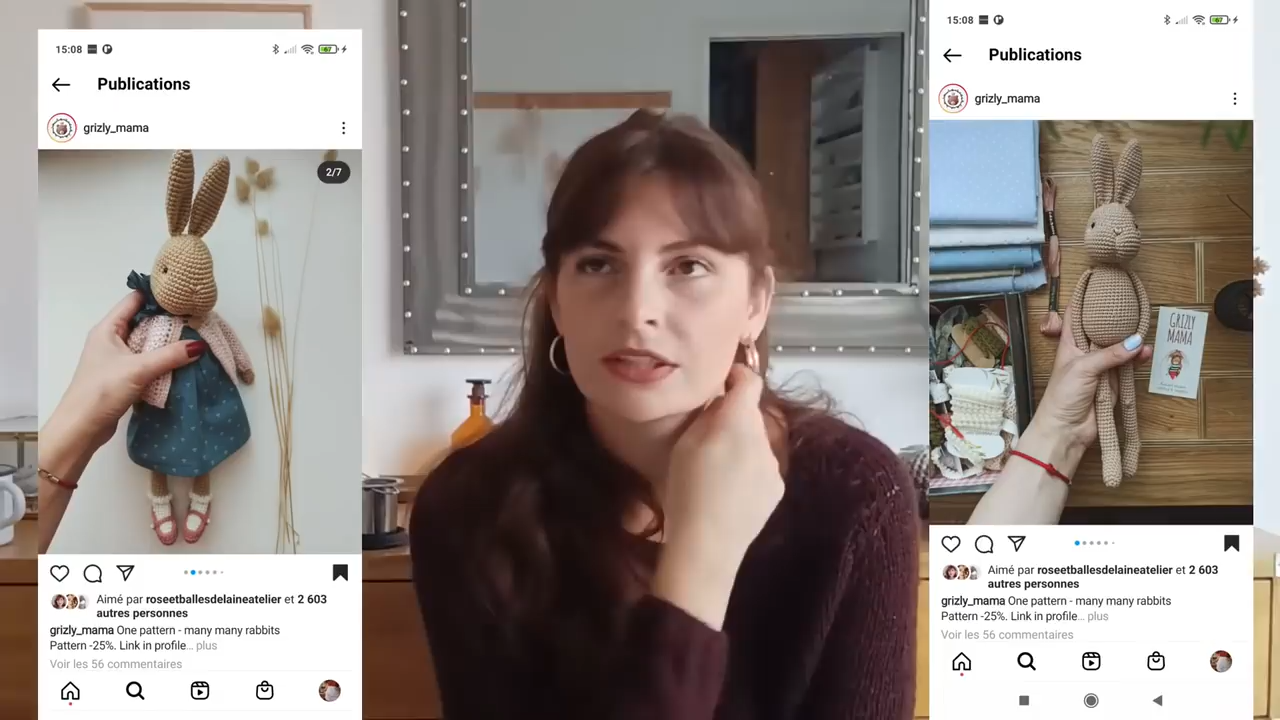 15:08
67
Publications
grizly_mama
2/7
Aimé par roseetballesdelaineatelier et 2 603
autres personnes
grizly_mama One pattern - many many rabbits
Pattern -25%. Link in profile... plus
Voir les 56 commentaires
15:08
67
Publications
grizly_mama
GRIZLY
MAMA
Aimé par roseetballesdelaineatelier et 2 603
autres personnes
grizly_mama One pattern - many many rabbits
Pattern -25%. Link in profile... plus
Voir les 56 commentaires